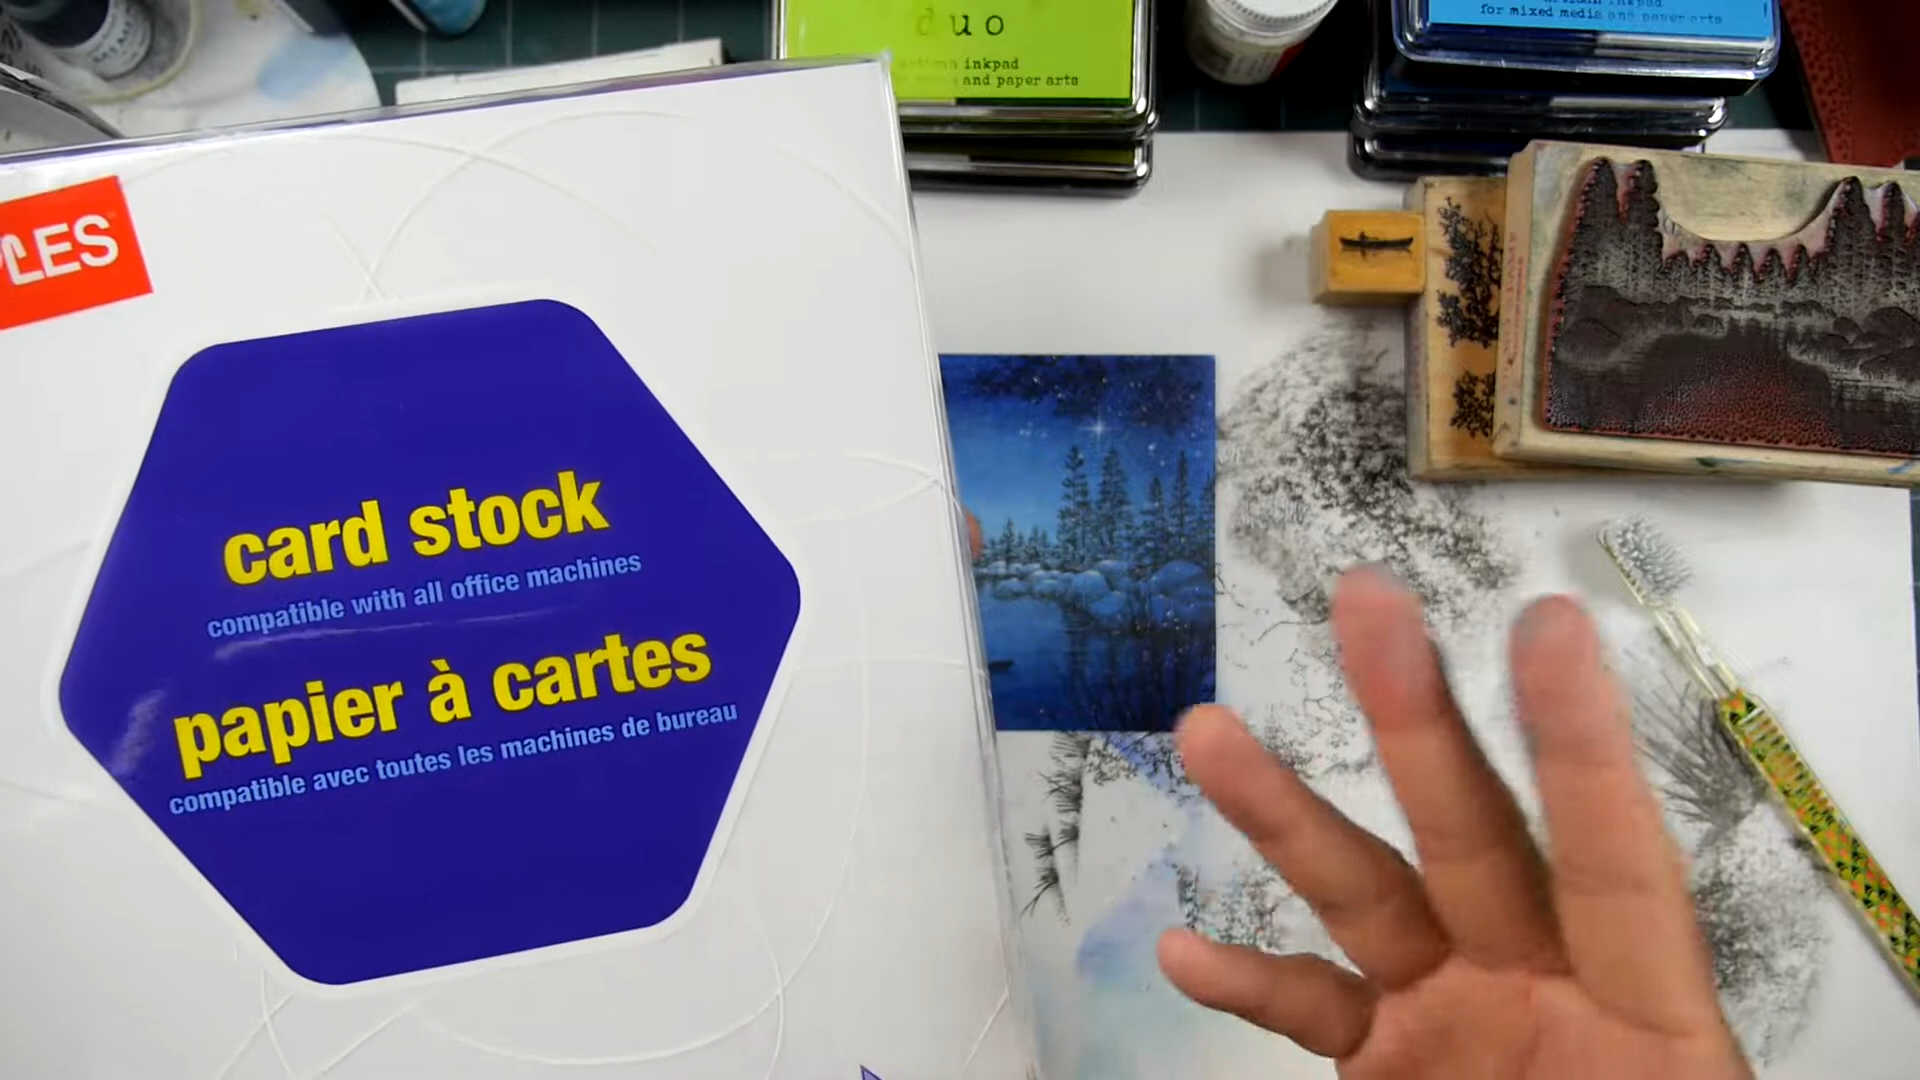 duo
inkpad
and paper arts
inkpad
for mixed media and paper arts
PLES
card stock
compatible with all office machines
papier à cartes
compatible avec toutes les machines de bureau